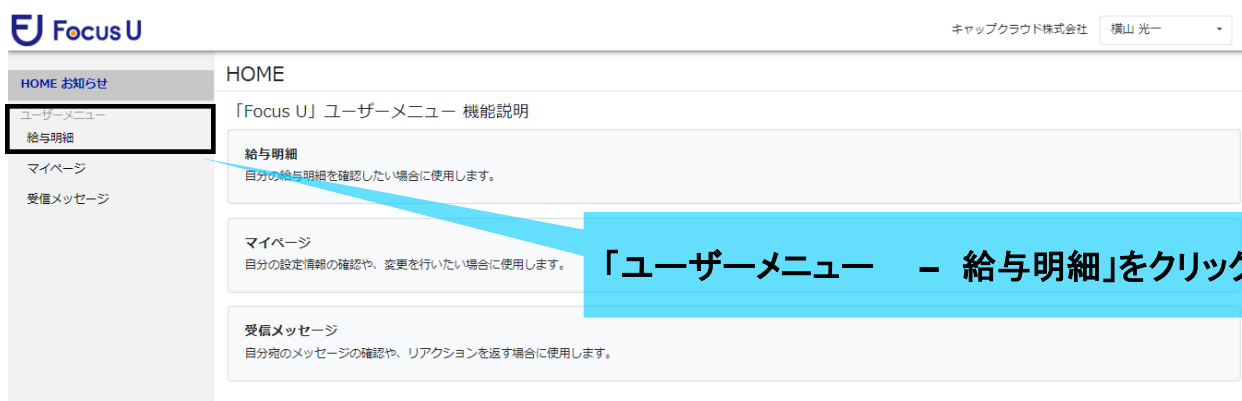 Focus U
キャップクラウド株式会社 横山 光一
HOME お知らせ
ユーザーメニュー
給与明細
マイページ
受信メッセージ
HOME
「Focus U」ユーザーメニュー 機能説明
給与明細
自分の給与明細を確認したい場合に使用します。
マイページ
自分の設定情報の確認や、変更を行いたい場合に使用します。
「ユーザーメニュー － 給与明細」をクリック
受信メッセージ
自分宛のメッセージの確認や、リアクションを返す場合に使用します。